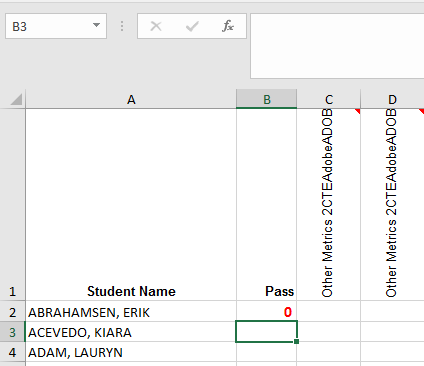 B3
fx
A B C D
1 Student Name Pass Other Metrics 2CTEAdobeADOB Other Metrics 2CTEAdobeADOB
2 ABRAHAMSEN, ERIK 0
3 ACEVEDO, KIARA
4 ADAM, LAURYN